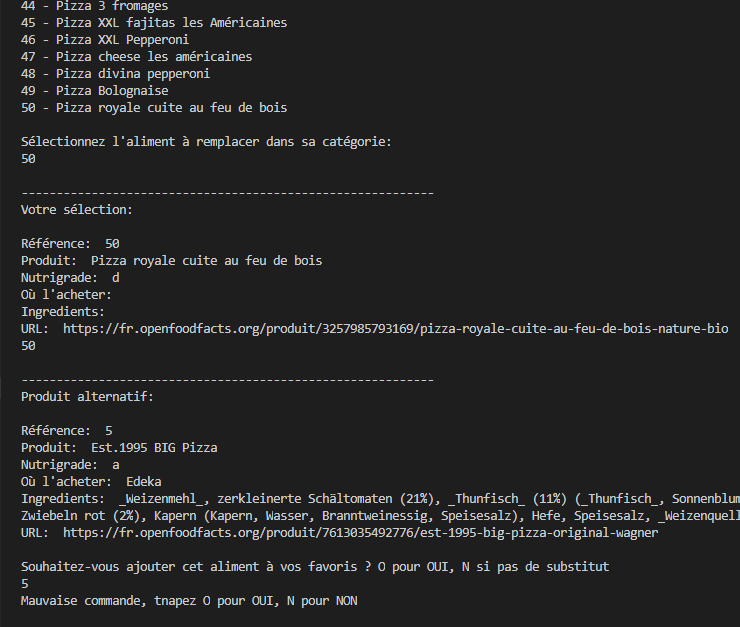 44 - Pizza 3 fromages
45 - Pizza XXL fajitas les Américaines
46 - Pizza XXL Pepperoni
47 - Pizza cheese les américaines
48 - Pizza divina pepperoni
49 - Pizza Bolognaise
50 - Pizza royale cuite au feu de bois
Sélectionnez l'aliment à remplacer dans sa catégorie:
50
-----------------------------------------------------------
Votre sélection:
Référence:  50
Produit:  Pizza royale cuite au feu de bois
Nutrigrade:  d
Où l'acheter:
Ingredients:
URL:  https://fr.openfoodfacts.org/produit/3257985793169/pizza-royale-cuite-au-feu-de-bois-nature-bio
50
-----------------------------------------------------------
Produit alternatif:
Référence:  5
Produit:  Est.1995 BIG Pizza
Nutrigrade:  a
Où l'acheter:  Edeka
Ingredients:  _Weizenmehl_, zerkleinerte Schältomaten (21%), _Thunfisch_ (11%) (_Thunfisch_, Sonnenblum
Zwiebeln rot (2%), Kapern (Kapern, Wasser, Branntweinessig, Speisesalz), Hefe, Speisesalz, _Weizenquell
URL:  https://fr.openfoodfacts.org/produit/7613035492776/est-1995-big-pizza-original-wagner
Souhaitez-vous ajouter cet aliment à vos favoris ? O pour OUI, N si pas de substitut
5
Mauvaise commande, tnapez O pour OUI, N pour NON